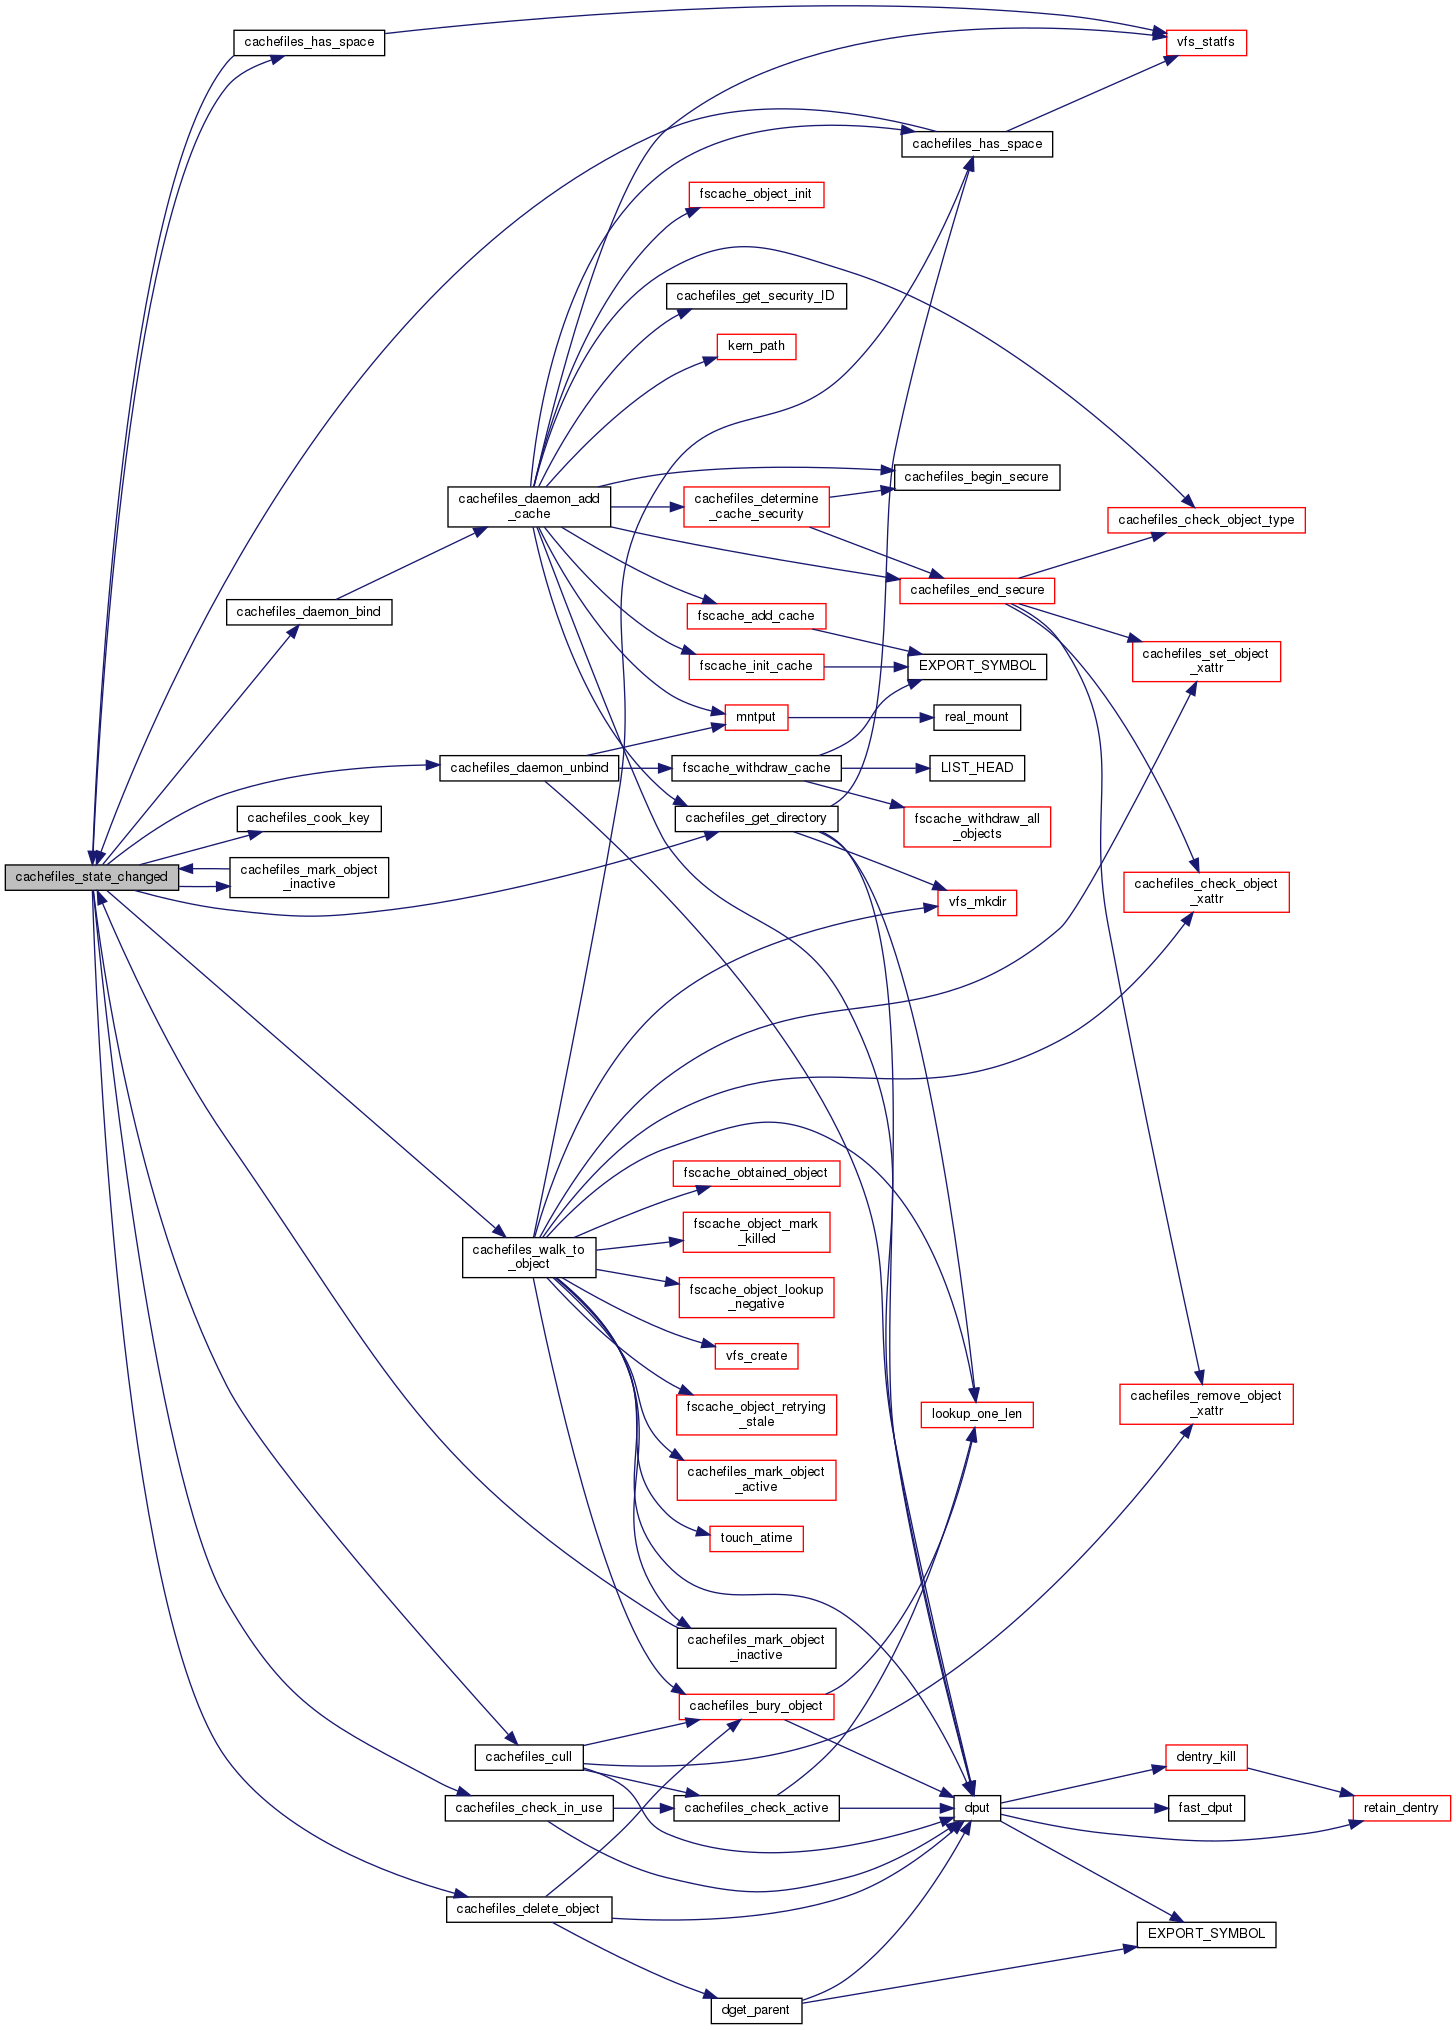 cachefiles_has_space
vfs_statfs
cachefiles_has_space
fscache_object_init
cachefiles_get_security_ID
kern_path
cachefiles_begin_secure
cachefiles_daemon_add
_cache
cachefiles_determine
_cache_security
cachefiles_check_object_type
cachefiles_end_secure
cachefiles_daemon_bind
fscache_add_cache
fscache_init_cache
EXPORT_SYMBOL
cachefiles_set_object
_xattr
mntput
real_mount
cachefiles_daemon_unbind
fscache_withdraw_cache
LIST_HEAD
cachefiles_cook_key
cachefiles_get_directory
fscache_withdraw_all
_objects
cachefiles_state_changed
cachefiles_mark_object
_inactive
vfs_mkdir
cachefiles_check_object
_xattr
fscache_obtained_object
fscache_object_mark
_killed
cachefiles_walk_to
_object
fscache_object_lookup
_negative
vfs_create
fscache_object_retrying
_stale
lookup_one_len
cachefiles_remove_object
_xattr
cachefiles_mark_object
_active
touch_atime
cachefiles_mark_object
_inactive
cachefiles_bury_object
cachefiles_cull
dentry_kill
cachefiles_check_in_use
cachefiles_check_active
dput
fast_dput
retain_dentry
cachefiles_delete_object
EXPORT_SYMBOL
dget_parent